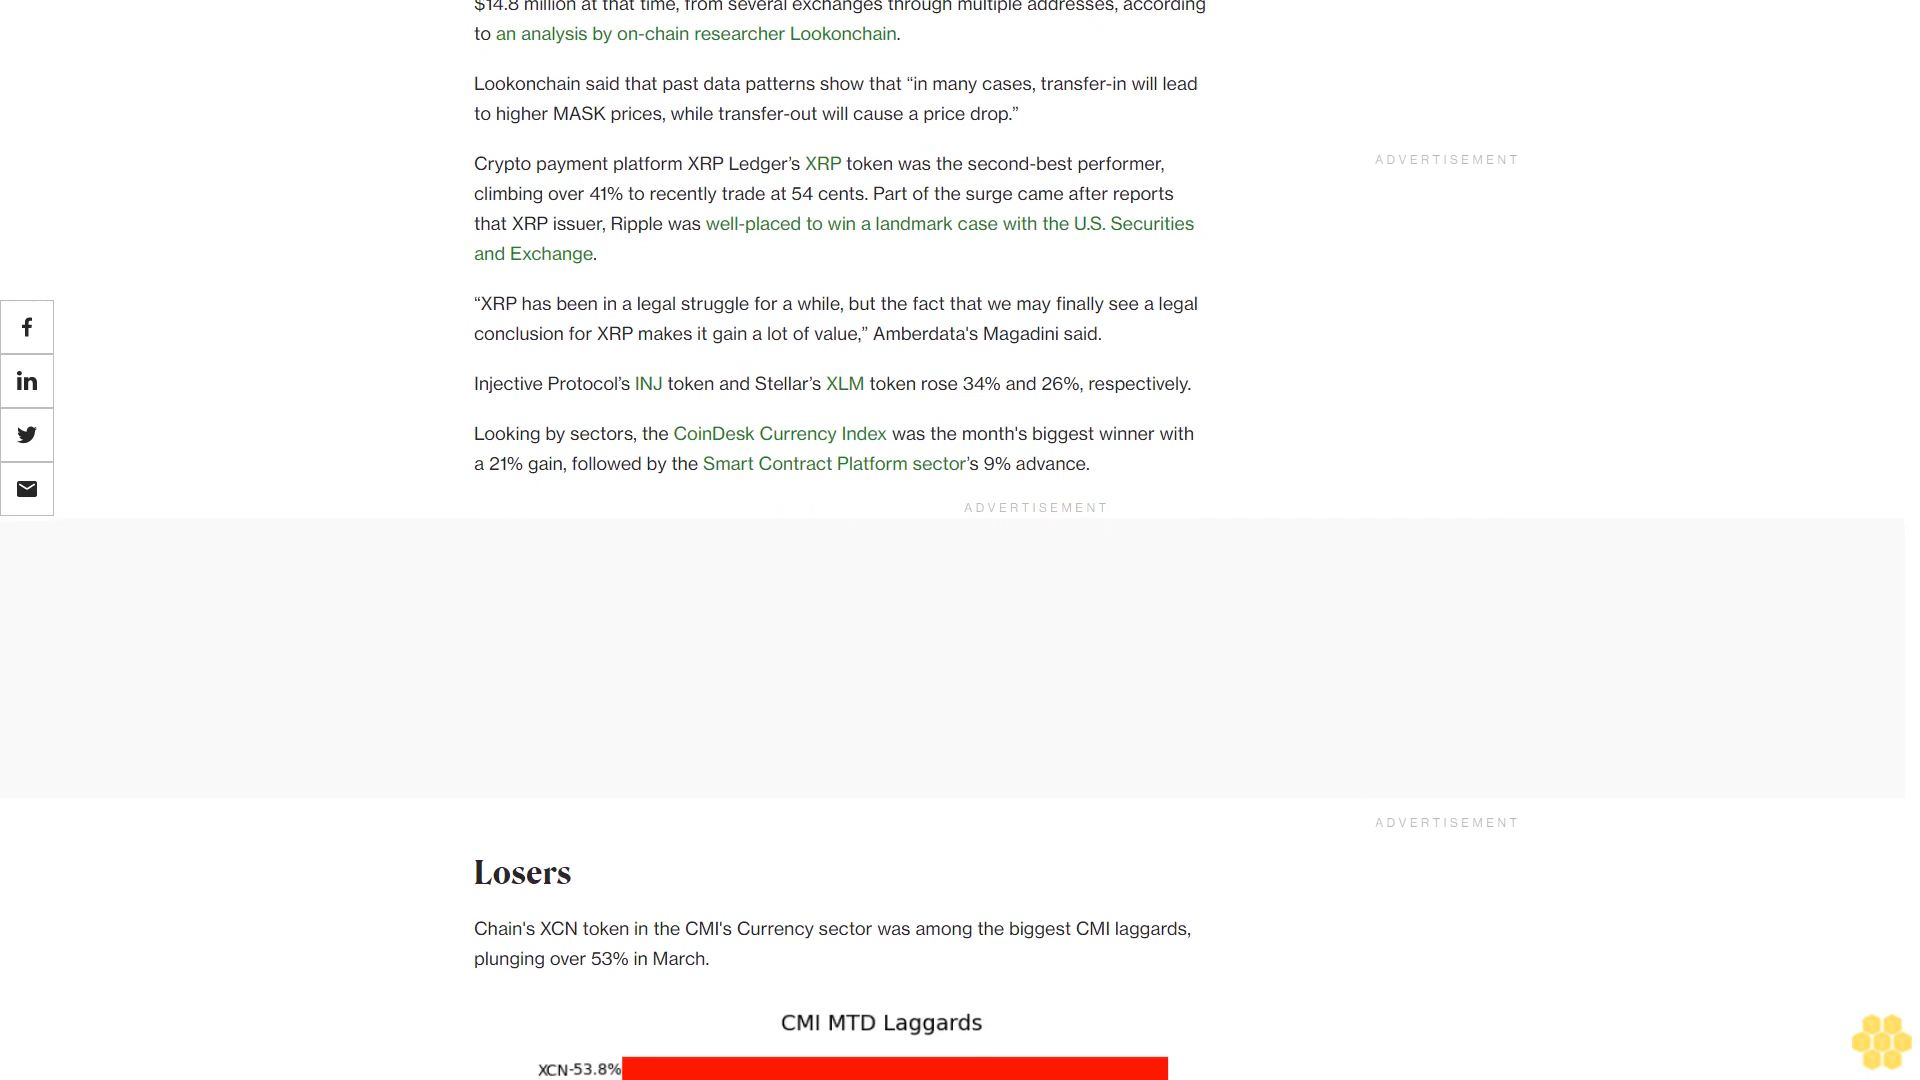 $14.8 million at that time, from several exchanges through multiple addresses, according
to an analysis by on-chain researcher Lookonchain.
Lookonchain said that past data patterns show that “in many cases, transfer-in will lead
to higher MASK prices, while transfer-out will cause a price drop.”
ADVERTISEMENT
Crypto payment platform XRP Ledger’s XRP token was the second-best performer,
climbing over 41% to recently trade at 54 cents. Part of the surge came after reports
that XRP issuer, Ripple was well-placed to win a landmark case with the U.S. Securities
and Exchange.
“XRP has been in a legal struggle for a while, but the fact that we may finally see a legal
conclusion for XRP makes it gain a lot of value,” Amberdata's Magadini said.
Injective Protocol’s INJ token and Stellar’s XLM token rose 34% and 26%, respectively.
Looking by sectors, the CoinDesk Currency Index was the month's biggest winner with
a 21% gain, followed by the Smart Contract Platform sector’s 9% advance.
ADVERTISEMENT
ADVERTISEMENT
Losers
Chain's XCN token in the CMI's Currency sector was among the biggest CMI laggards,
plunging over 53% in March.
CMI MTD Laggards
XCN-53.8%